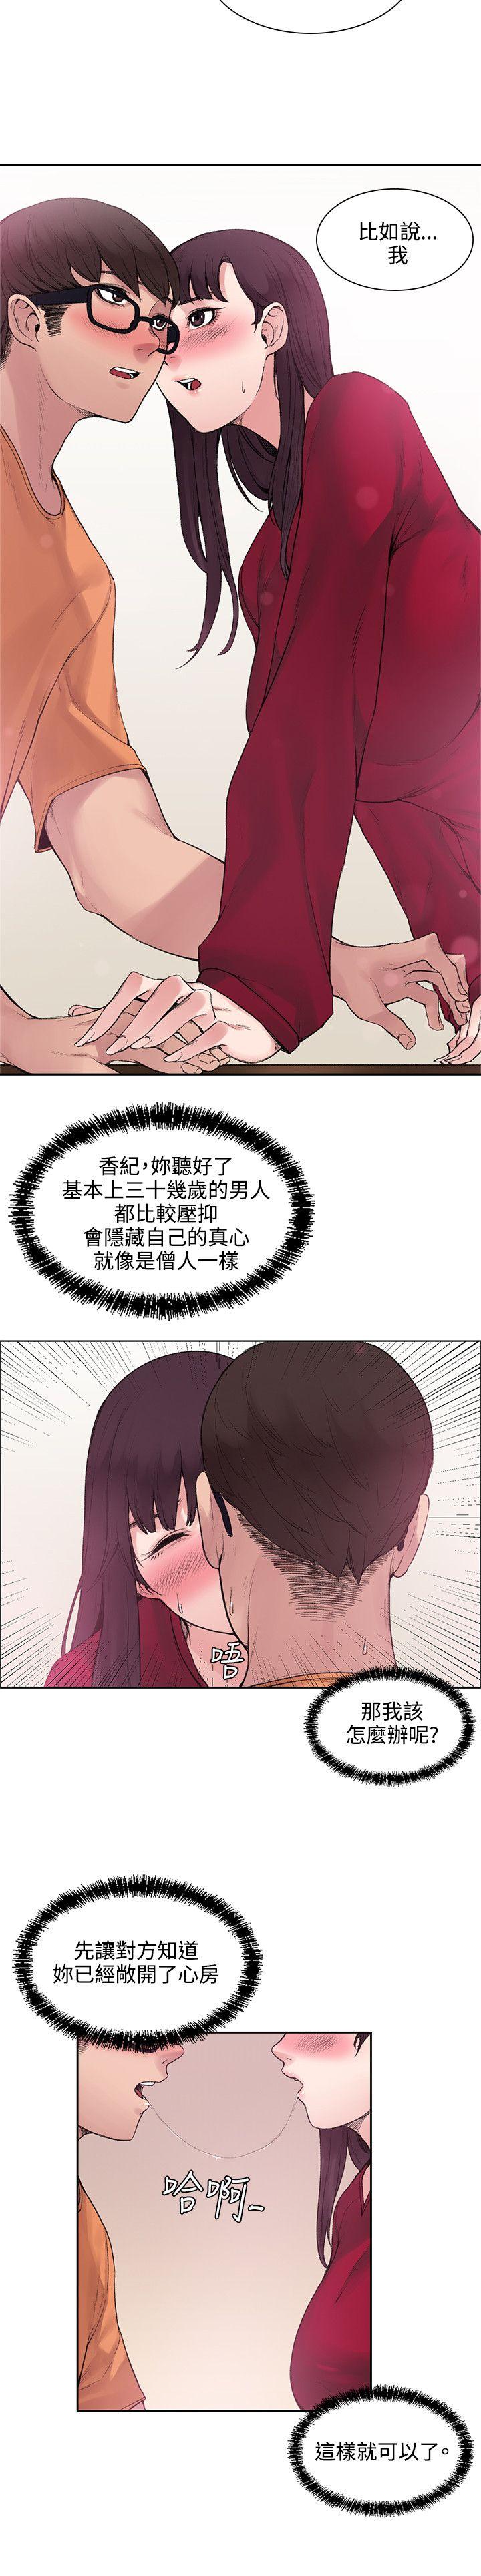 比如說…
我
香紀，妳聽好了
基本上三十幾歲的男人
都比較壓抑
會隱藏自己的真心
就像是僧人一樣
唔
那我該
怎麼辦呢？
先讓對方知道
妳已經敞開了心房
哈啊-
這樣就可以了。